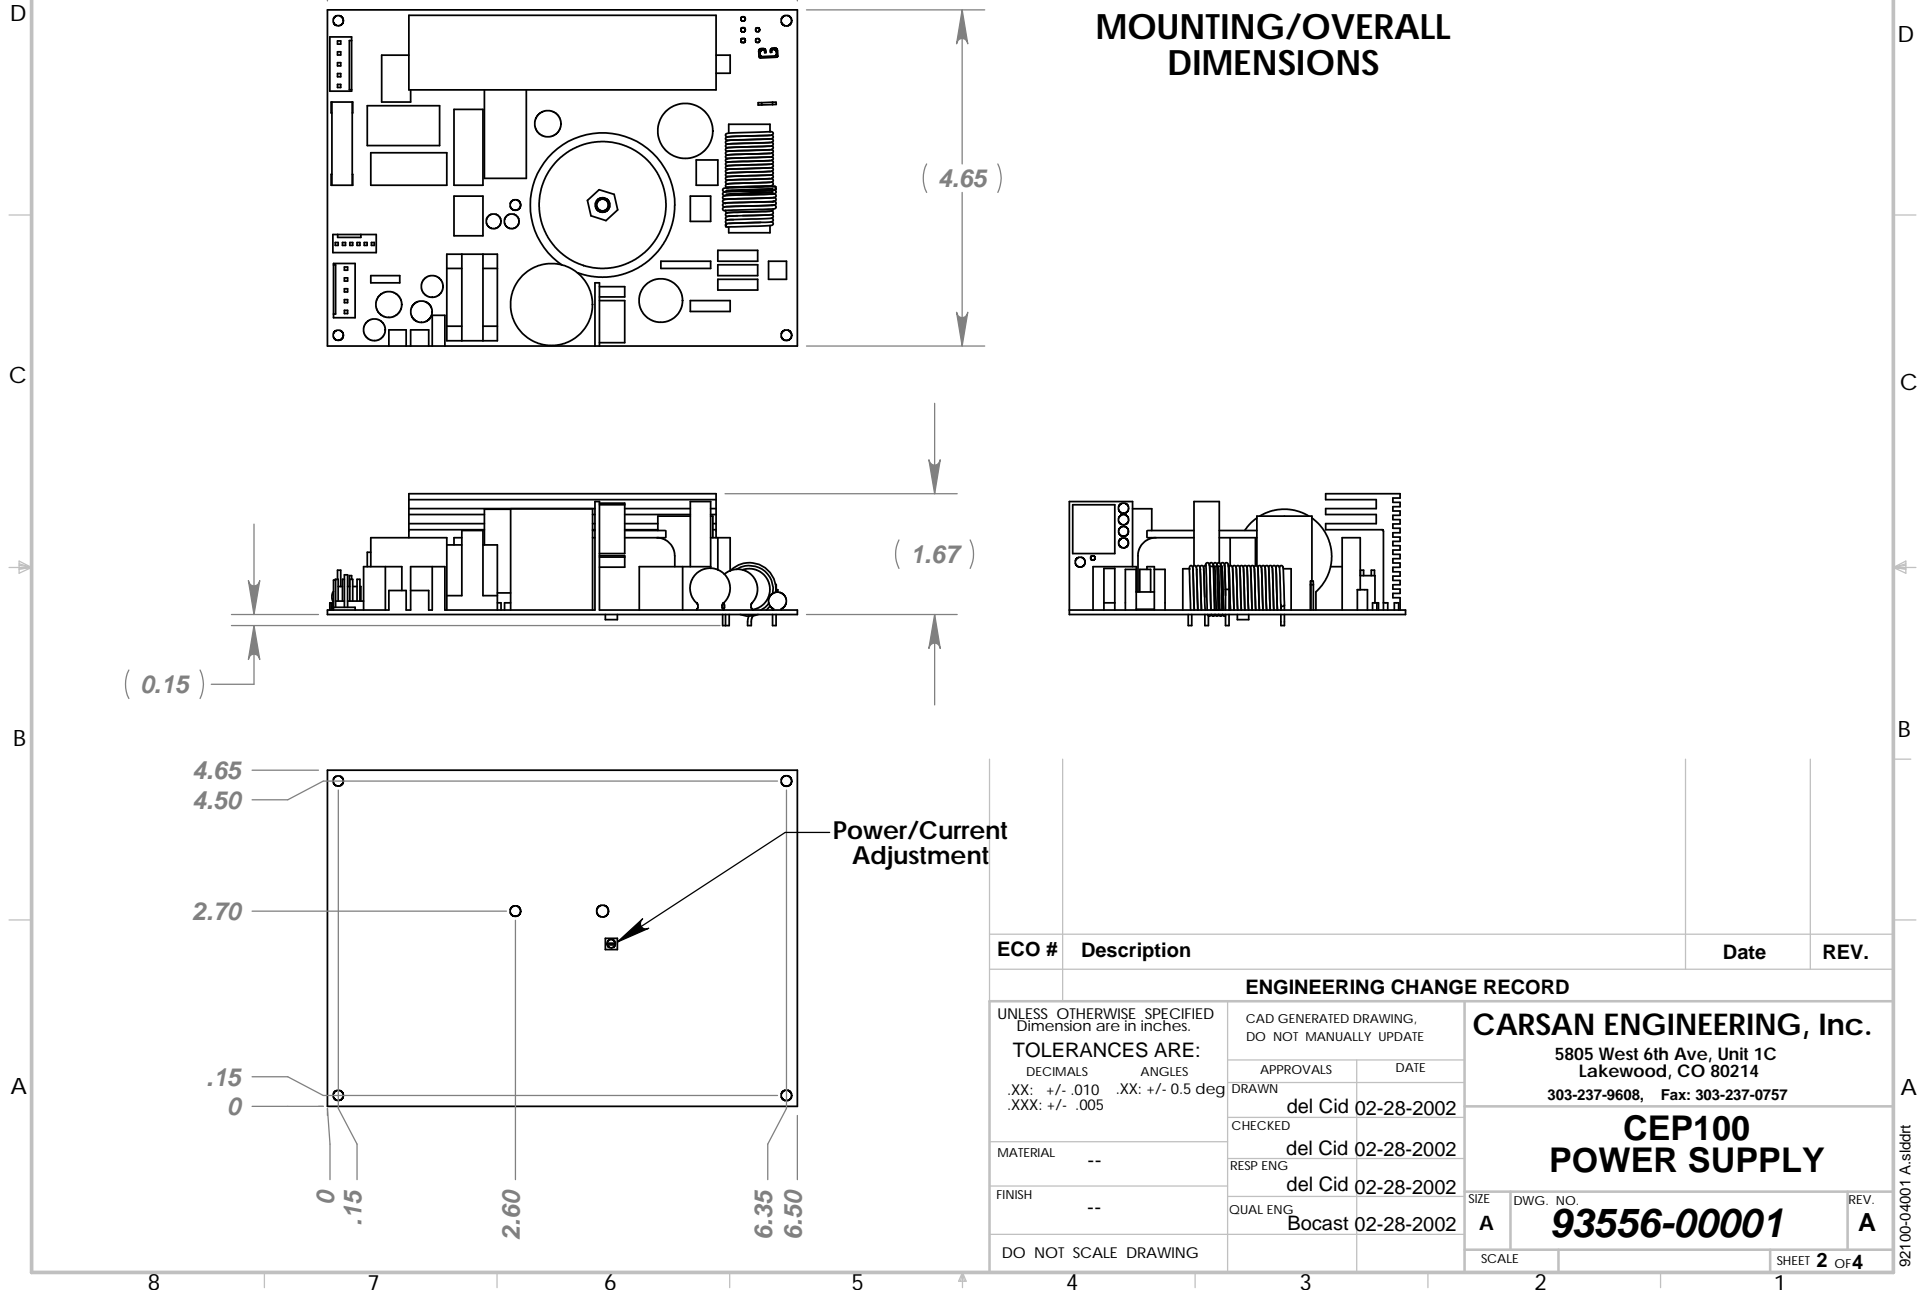 D
MOUNTING/OVERALL
DIMENSIONS
D
( 4.65 )
C
C
( 1.67 )
( 0.15 )
B
B
4.65
4.50
Power/Current
Adjustment
2.70
.15
0
0
.15
2.60
6.35
6.50
A
A
ECO # Description Date REV.
ENGINEERING CHANGE RECORD
UNLESS OTHERWISE SPECIFIED
Dimension are in inches.
TOLERANCES ARE:
DECIMALS ANGLES
.XX: +/- .010 .XX: +/- 0.5 deg
.XXX: +/- .005
MATERIAL --
FINISH --
DO NOT SCALE DRAWING
CAD GENERATED DRAWING,
DO NOT MANUALLY UPDATE
APPROVALS DATE
DRAWN
del Cid 02-28-2002
CHECKED
del Cid 02-28-2002
RESP ENG
del Cid 02-28-2002
QUAL ENG
Bocast 02-28-2002
CARSAN ENGINEERING, Inc.
5805 West 6th Ave, Unit 1C
Lakewood, CO 80214
303-237-9608, Fax: 303-237-0757
CEP100
POWER SUPPLY
SIZE DWG. NO. REV.
A 93556-00001 A
SCALE SHEET 2 OF 4
92100-04001 A.slddrt
8 7 6 5 4 3 2 1